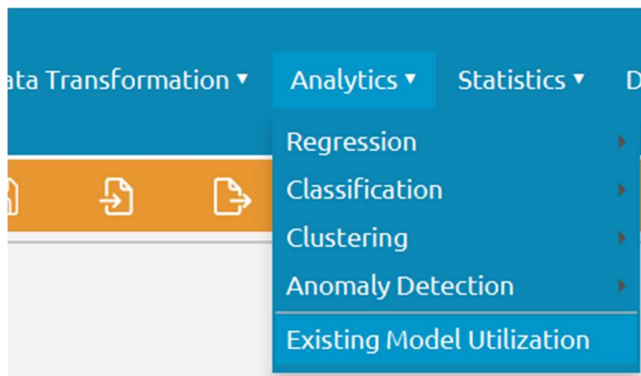 ata Transformation ▾ Analytics ▾ Statistics ▾ D
Regression
Classification
Clustering
Anomaly Detection
Existing Model Utilization